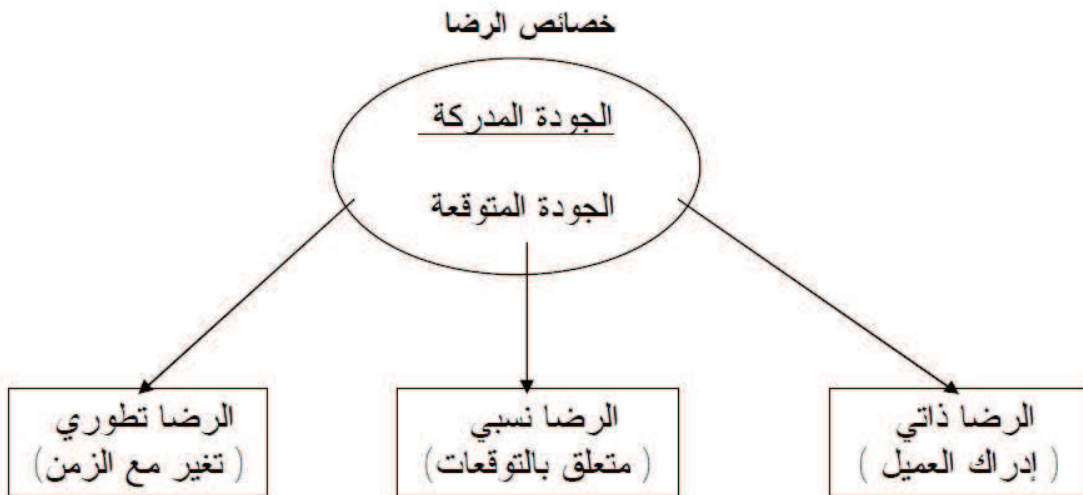 خصائص الرضا
الجودة المدركة
الجودة المتوقعة
الرضا ذاتي
( إدراك العميل )
الرضا نسبي
( متعلق بالتوقعات)
الرضا تطوري
( تغير مع الزمن)